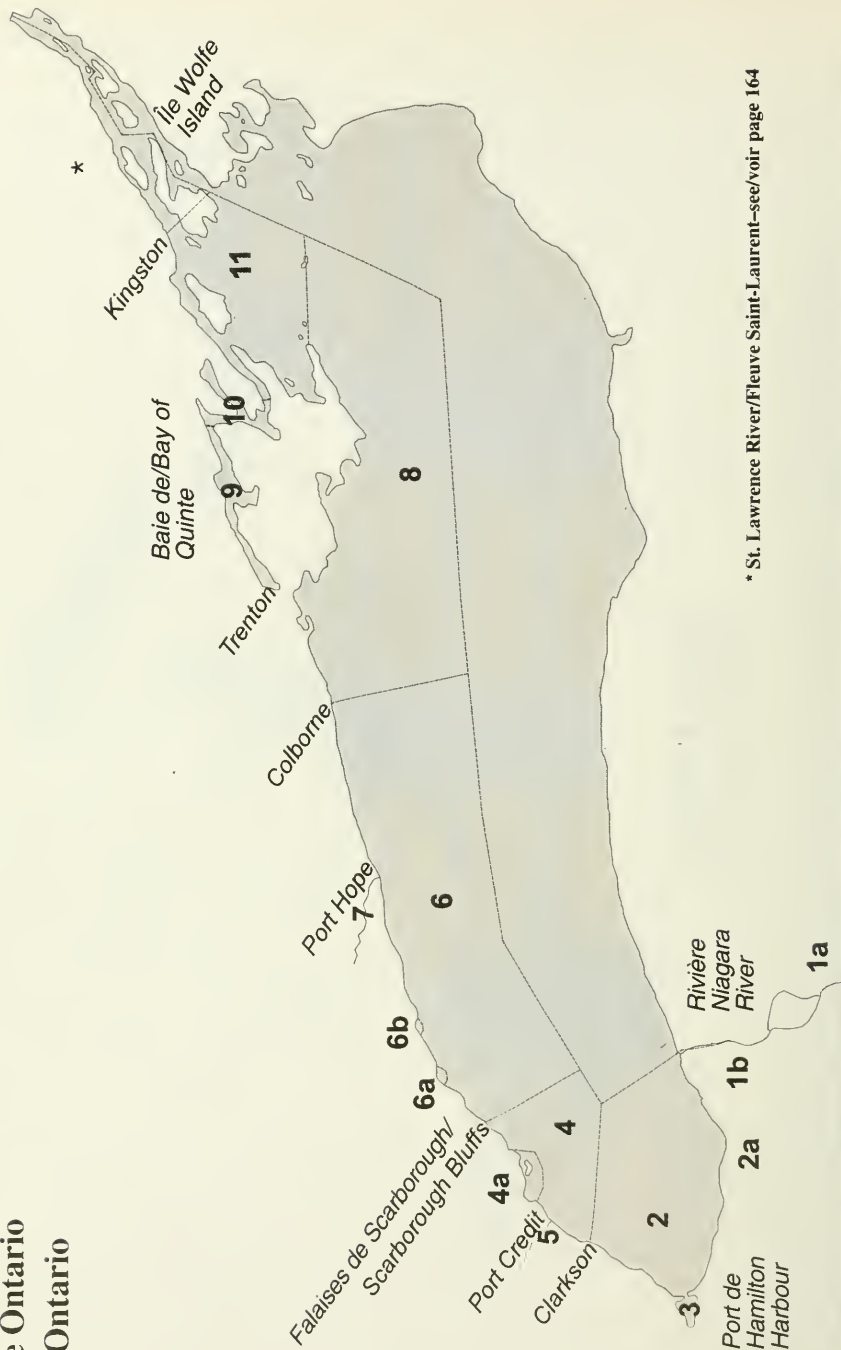 Ontario
Ontario
Île Wolfe
Island
*
Kingston
11
Baie de/Bay of
Quinte
10
9
Trenton
8
Colborne
Port Hope
7
6
6b
6a
Falaises de Scarborough/
Scarborough Bluffs
4
4a
Port Credit
5
Clarkson
2
3
Port de
Hamilton
Harbour
2a
1b
Rivière
Niagara
River
1a
* St. Lawrence River/Fleuve Saint-Laurent–see/voir page 164